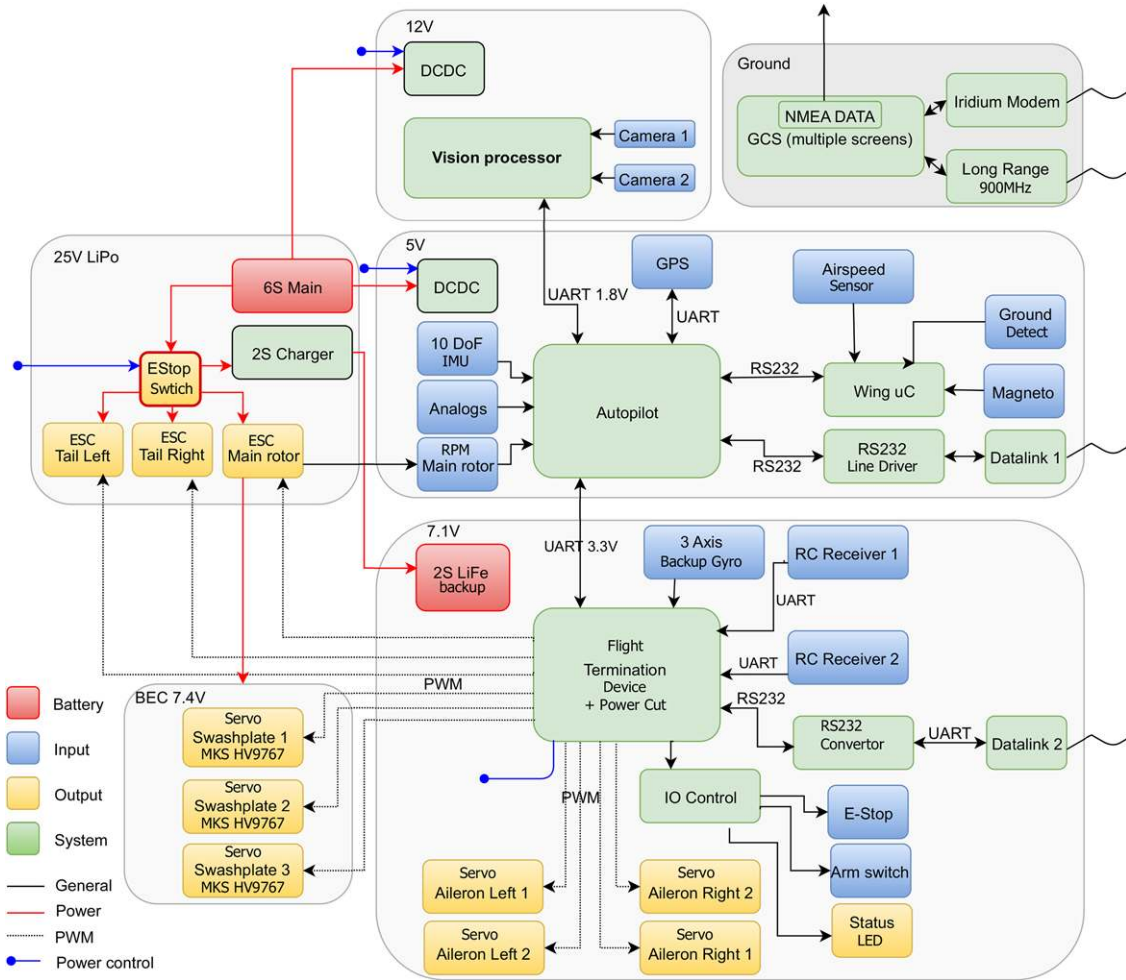 12V
DCDC
Vision processor
Camera 1
Camera 2
Ground
NMEA DATA
GCS (multiple screens)
Iridium Modem
Long Range
900MHz
25V LiPo
6S Main
2S Charger
EStop
Swtich
ESC
Tail Left
ESC
Tail Right
ESC
Main rotor
5V
DCDC
UART 1.8V
GPS
UART
Airspeed
Sensor
Ground
Detect
10 DoF
IMU
Analogs
RPM
Main rotor
Autopilot
RS232
Wing uC
Magneto
RS232
RS232
Line Driver
Datalink 1
7.1V
UART 3.3V
2S LiFe
backup
3 Axis
Backup Gyro
RC Receiver 1
UART
Flight
Termination
Device
+ Power Cut
UART
RC Receiver 2
RS232
RS232
Convertor
UART
Datalink 2
PWM
PWM
IO Control
E-Stop
Arm switch
Status
LED
Servo
Aileron Left 1
Servo
Aileron Right 2
Servo
Aileron Left 2
Servo
Aileron Right 1
BEC 7.4V
Servo
Swashplate 1
MKS HV9767
Servo
Swashplate 2
MKS HV9767
Servo
Swashplate 3
MKS HV9767
Battery
Input
Output
System
General
Power
PWM
Power control